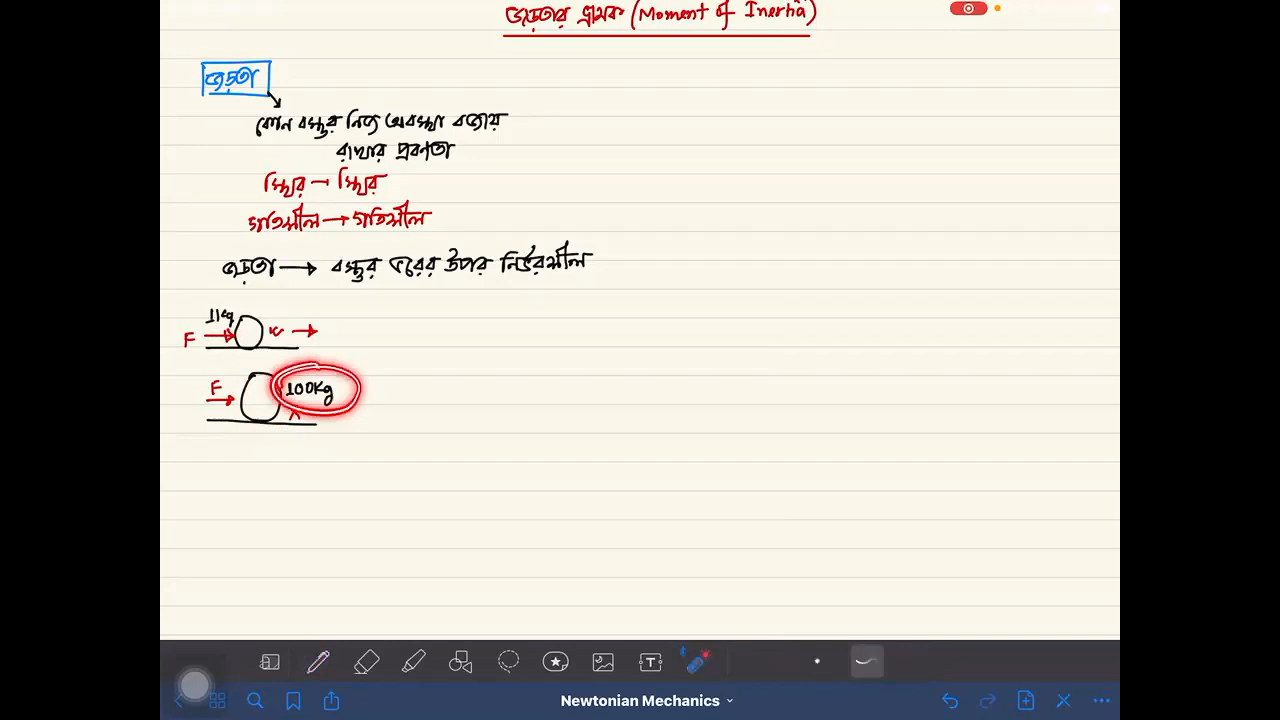 জড়তার ভ্রামক (Moment of Inertia)
জড়তা
কোন বস্তুর নিজ অবস্থা বজায়
রাখার প্রবণতা
স্থির → স্থির
গতিশীল → গতিশীল
জড়তা → বস্তুর ভরের উপর নির্ভরশীল
1kg
F
F
100kg
T
Newtonian Mechanics